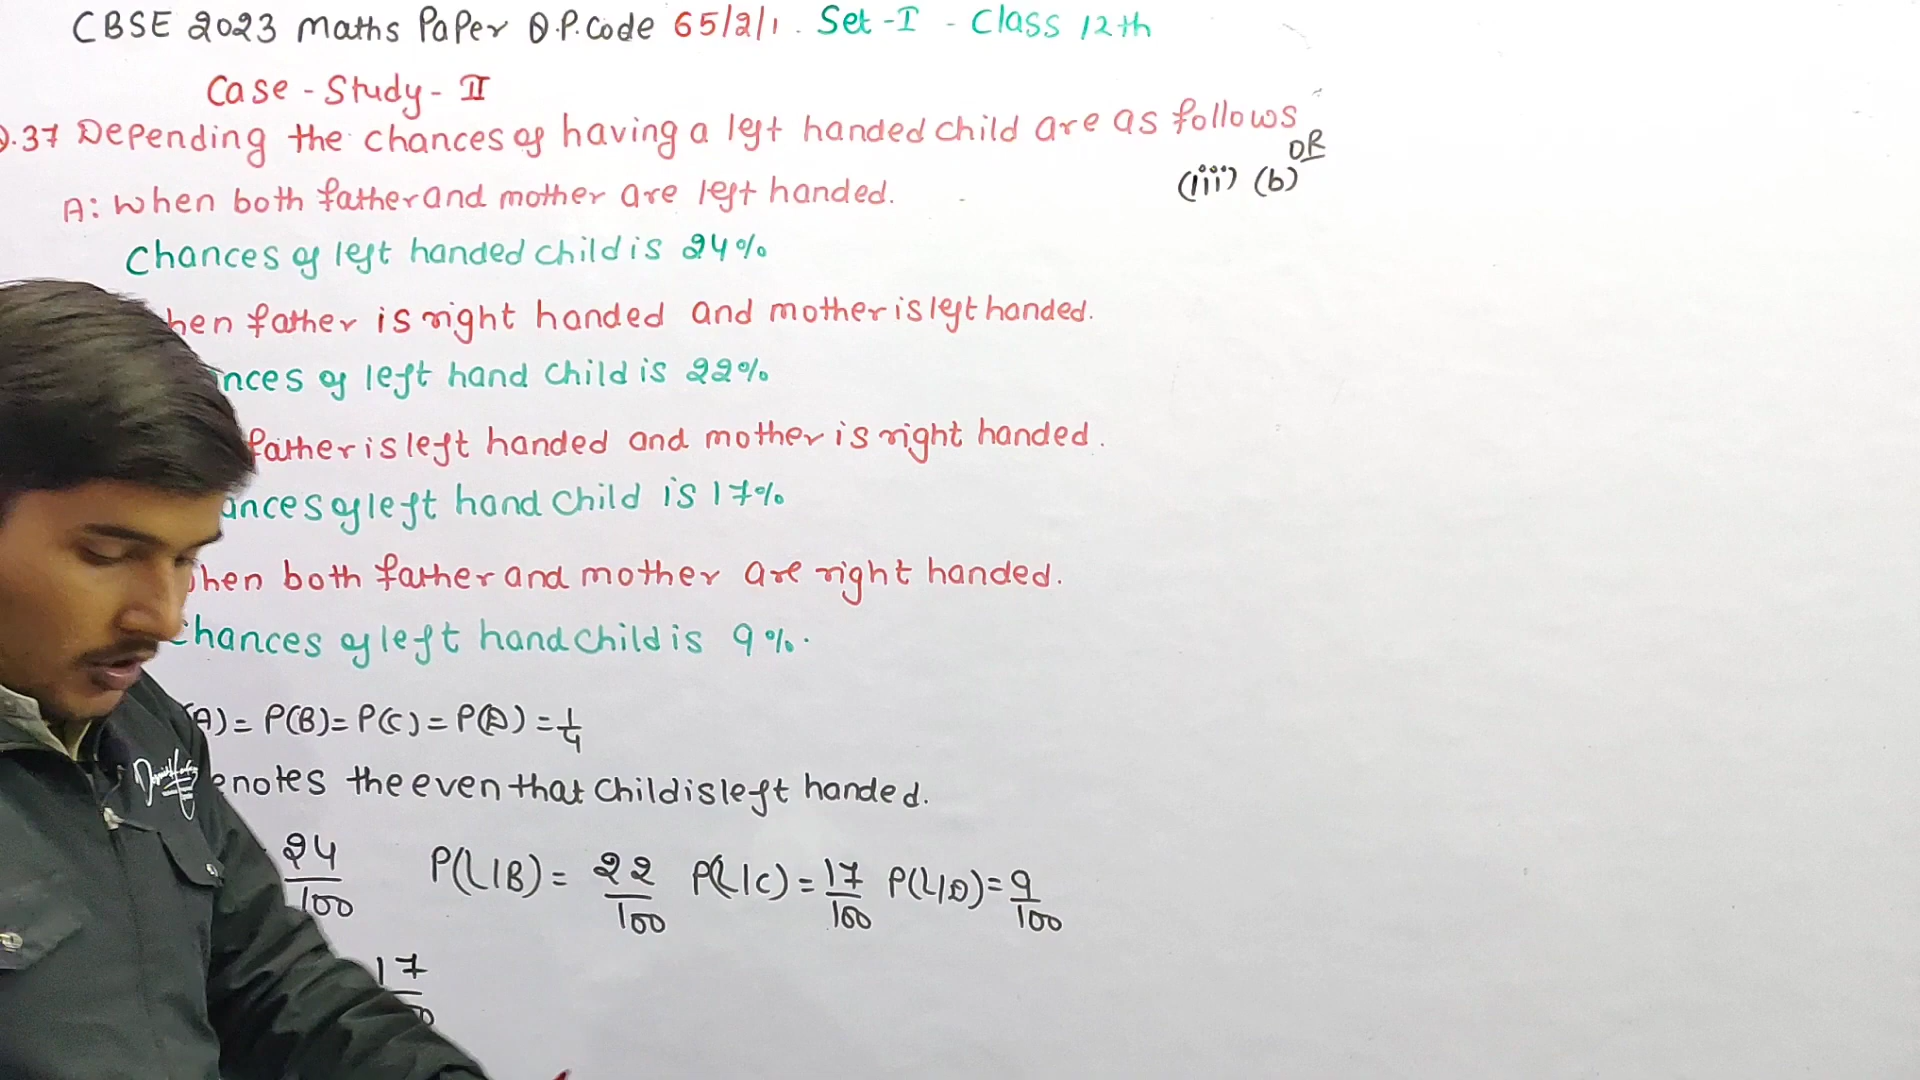 CBSE 2023 Maths Paper Q.P. Code 65/2/1. Set-I - Class 12th
Case-Study-II
Q.37 Depending the chances of having a left handed child are as follows
OR
(iii) (b)
A: When both father and mother are left handed.
Chances of left handed child is 24%
hen father is right handed and mother is left handed.
nces of left hand child is 22%
father is left handed and mother is right handed.
ances of left hand child is 17%
hen both father and mother are right handed.
Chances of left hand child is 9%.
(A) = P(B) = P(C) = P(D) = 1/4
enotes the even that child is left handed.
24/100 P(L/B) = 22/100 P(L/C) = 17/100 P(L/D) = 9/100
17